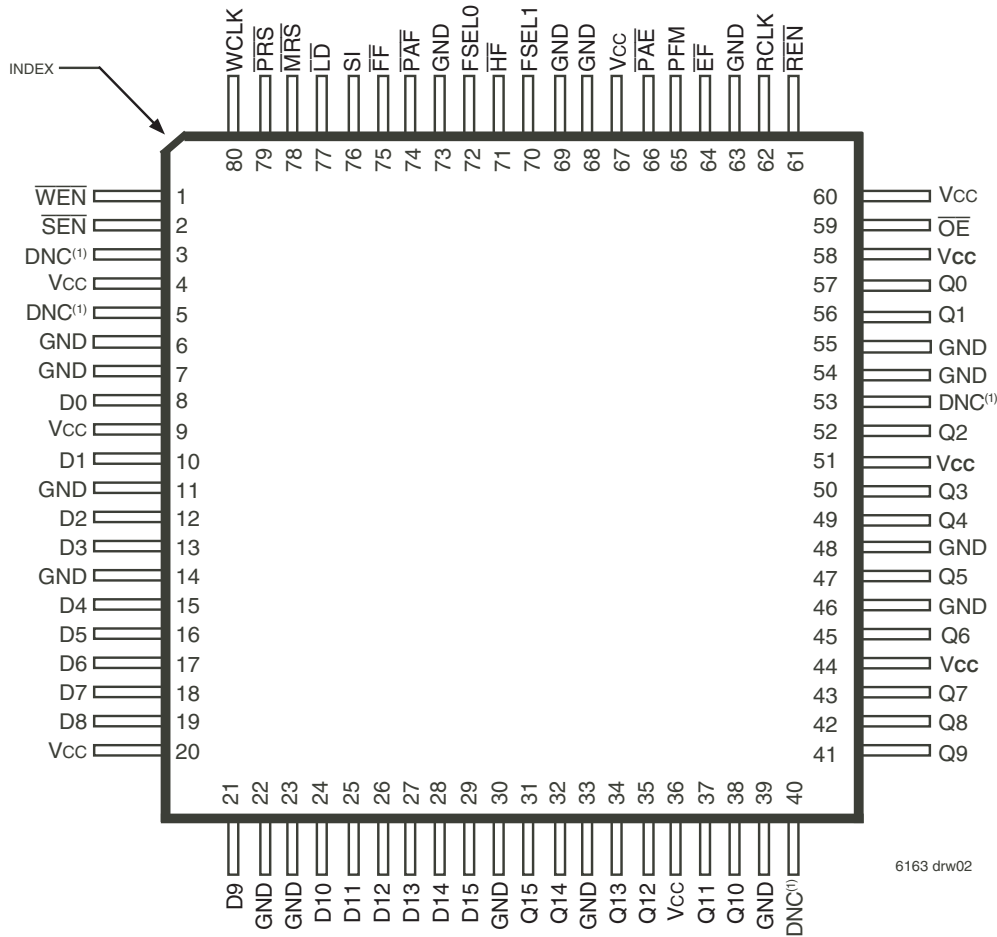 INDEX
WCLK
PRS
MRS
LD
SI
FF
PAF
GND
FSEL0
HF
FSEL1
GND
GND
VCC
PAE
PFM
EF
GND
RCLK
REN
80
79
78
77
76
75
74
73
72
71
70
69
68
67
66
65
64
63
62
61
WEN 1
SEN 2
DNC(1) 3
VCC 4
DNC(1) 5
GND 6
GND 7
D0 8
VCC 9
D1 10
GND 11
D2 12
D3 13
GND 14
D4 15
D5 16
D6 17
D7 18
D8 19
VCC 20
60 VCC
59 OE
58 Vcc
57 Q0
56 Q1
55 GND
54 GND
53 DNC(1)
52 Q2
51 Vcc
50 Q3
49 Q4
48 GND
47 Q5
46 GND
45 Q6
44 Vcc
43 Q7
42 Q8
41 Q9
21
22
23
24
25
26
27
28
29
30
31
32
33
34
35
36
37
38
39
40
D9
GND
GND
D10
D11
D12
D13
D14
D15
GND
Q15
Q14
GND
Q13
Q12
VCC
Q11
Q10
GND
DNC(1)
6163 drw02